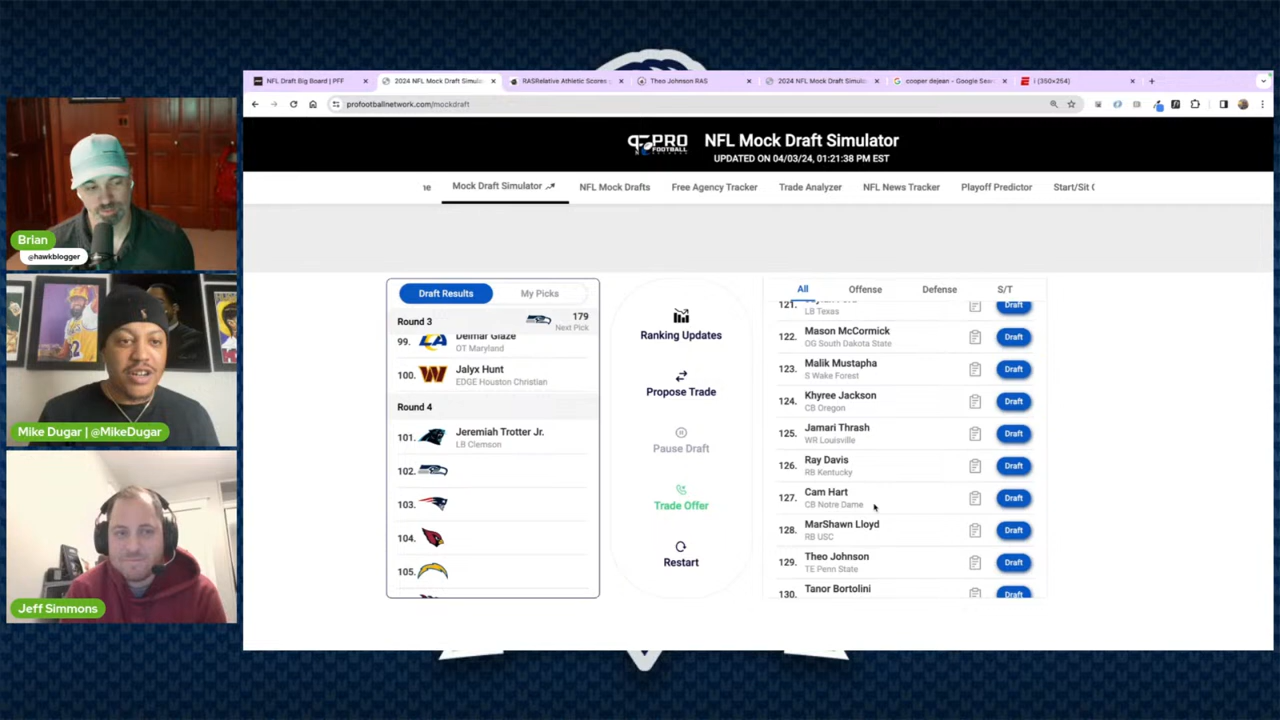 Brian
@hawkblogger
Mike Dugar | @MikeDugar
Jeff Simmons
NFL Draft Big Board | PFF
2024 NFL Mock Draft Simula
RASRelative Athletic Scores
Theo Johnson RAS
2024 NFL Mock Draft Simula
cooper dejean - Google Sear
(350×254)
profootballnetwork.com/mockdraft
PRO
FOOTBALL
NETWORK
NFL Mock Draft Simulator
UPDATED ON 04/03/24, 01:21:38 PM EST
ne
Mock Draft Simulator
NFL Mock Drafts
Free Agency Tracker
Trade Analyzer
NFL News Tracker
Playoff Predictor
Start/Sit
Draft Results
My Picks
Round 3
179
Next Pick
99.
Delmar Glaze
OT Maryland
100.
Jalyx Hunt
EDGE Houston Christian
Round 4
101.
Jeremiah Trotter Jr.
LB Clemson
102.
103.
104.
105.
Ranking Updates
Propose Trade
Pause Draft
Trade Offer
Restart
All
Offense
Defense
S/T
121.
LB Texas
Draft
122.
Mason McCormick
OG South Dakota State
Draft
123.
Malik Mustapha
S Wake Forest
Draft
124.
Khyree Jackson
CB Oregon
Draft
125.
Jamari Thrash
WR Louisville
Draft
126.
Ray Davis
RB Kentucky
Draft
127.
Cam Hart
CB Notre Dame
Draft
128.
MarShawn Lloyd
RB USC
Draft
129.
Theo Johnson
TE Penn State
Draft
130.
Tanor Bortolini
Draft